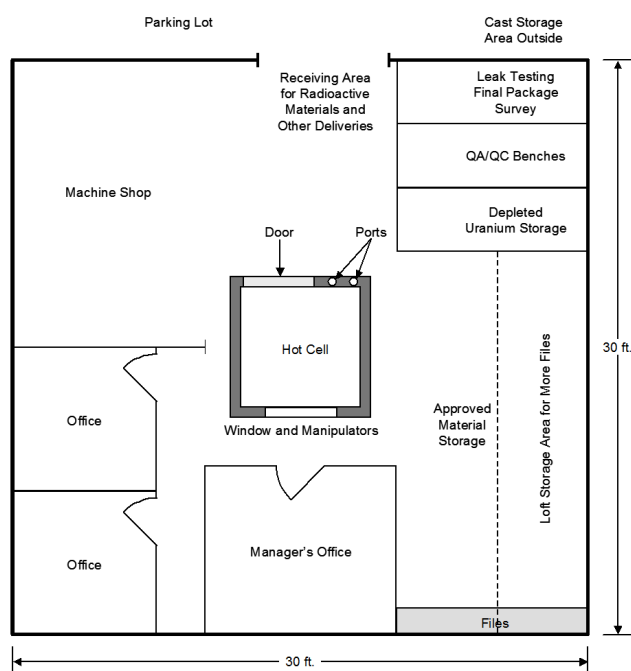 Parking Lot
Cast Storage
Area Outside
Receiving Area
for Radioactive
Materials and
Other Deliveries
Leak Testing
Final Package
Survey
QA/QC Benches
Machine Shop
Depleted
Uranium Storage
Door
Ports
Hot Cell
30 ft.
Loft Storage Area for More Files
Approved
Material
Storage
Office
Window and Manipulators
Manager's Office
Office
Files
30 ft.